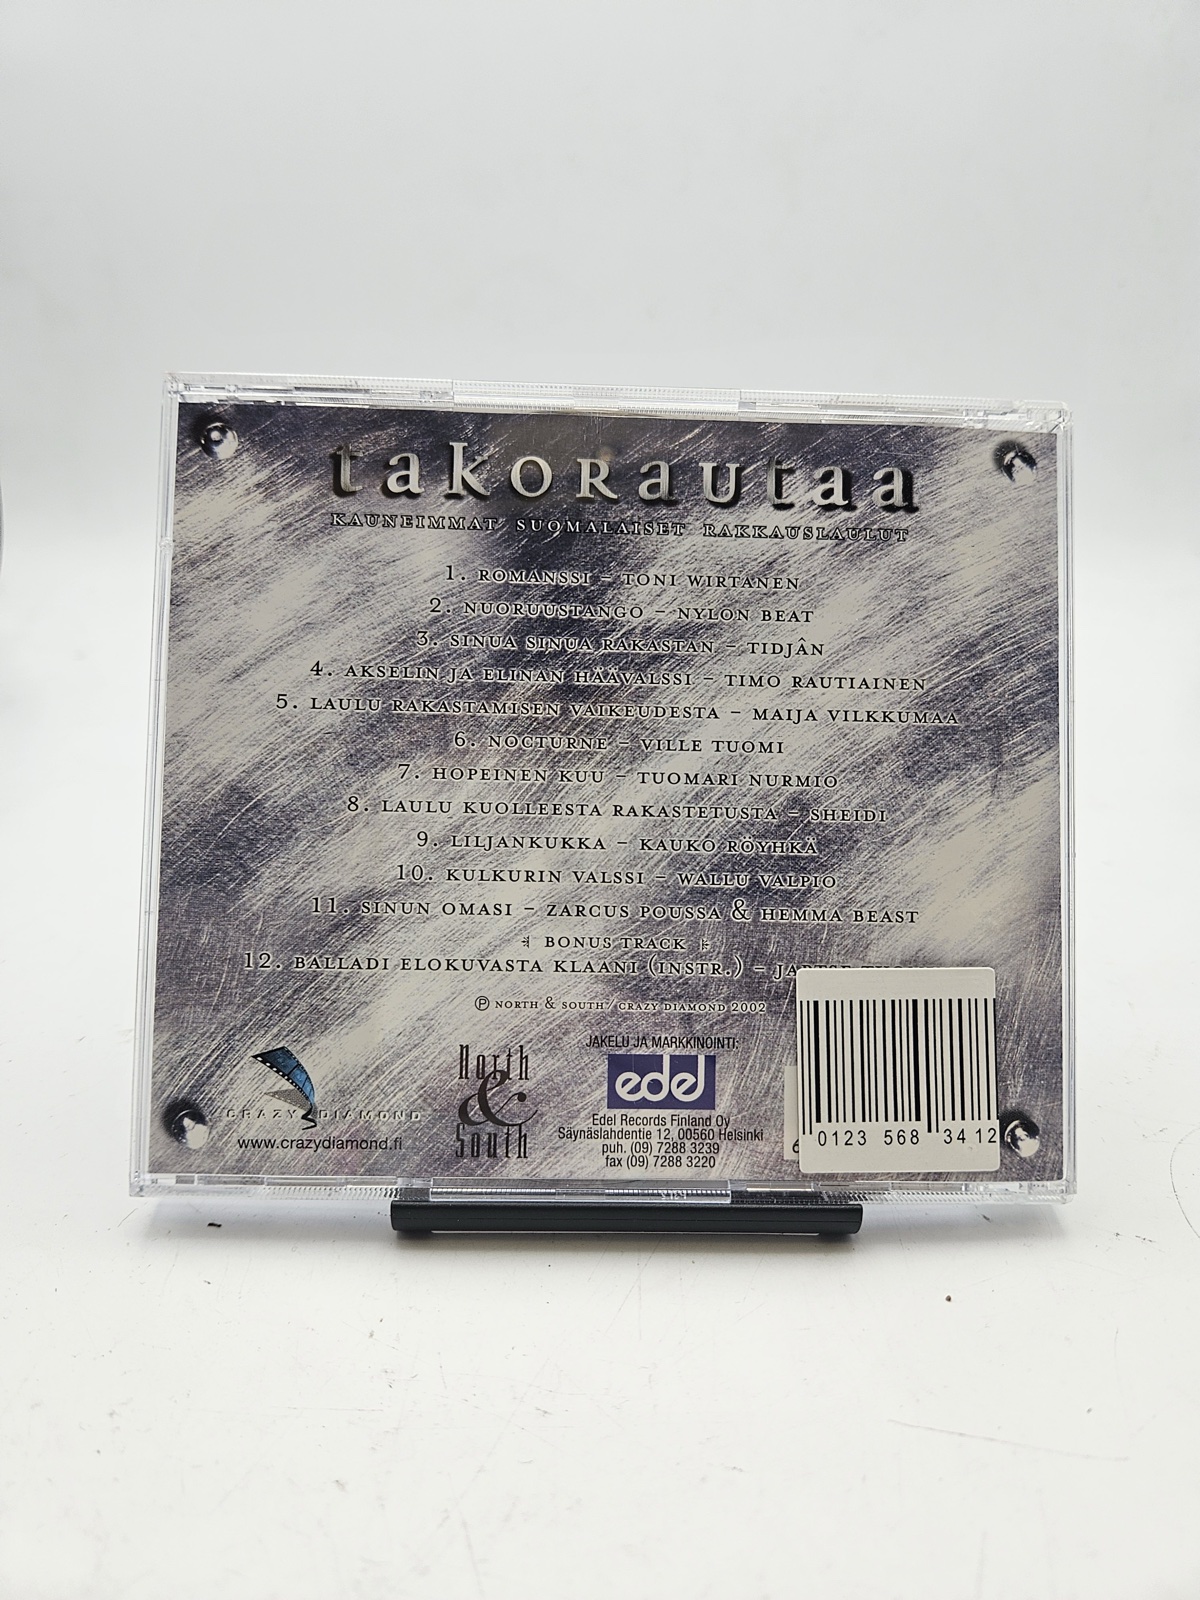 takoRautaa
KAUNEIMMAT SUOMALAISET RAKKAUSLAULUT
1. ROMANSSI – TONI WIRTANEN
2. NUORUUSTANGO – NYLON BEAT
3. SINUA SINUA RAKASTAN – TIDJÂN
4. AKSELIN JA ELINAN HÄÄVALSSI – TIMO RAUTIAINEN
5. LAULU RAKASTAMISEN VAIKEUDESTA – MAIJA VILKKUMAA
6. NOCTURNE – VILLE TUOMI
7. HOPEINEN KUU – TUOMARI NURMIO
8. LAULU KUOLLEESTA RAKASTETUSTA – SHEIDI
9. LILJANKUKKA – KAUKO RÖYHKÄ
10. KULKURIN VALSSI – WALLU VALPIO
11. SINUN OMASI – ZARCUS POUSSA & HEMMA BEAST
BONUS TRACK
12. BALLADI ELOKUVASTA KLAANI (INSTR.) –
℗ NORTH & SOUTH / CRAZY DIAMOND 2002
CRAZY DIAMOND
www.crazydiamond.fi
North
&
South
JAKELU JA MARKKINOINTI:
edel
Edel Records Finland Oy
Säynäslahdentie 12, 00560 Helsinki
puh. (09) 7288 3239
fax (09) 7288 3220
0123 568 34 12